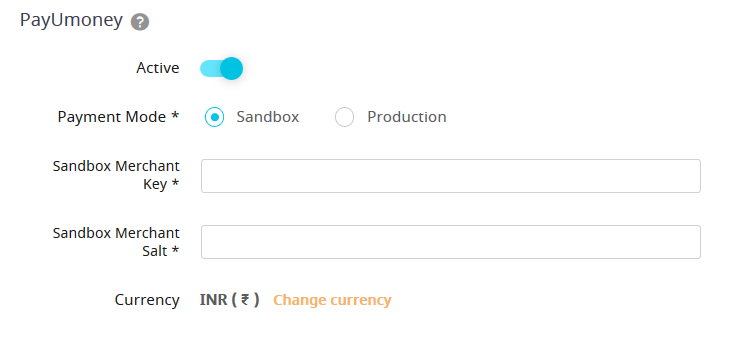 PayUmoney ?
Active
Payment Mode * Sandbox Production
Sandbox Merchant
Key *
Sandbox Merchant
Salt *
Currency INR ( ₹ ) Change currency